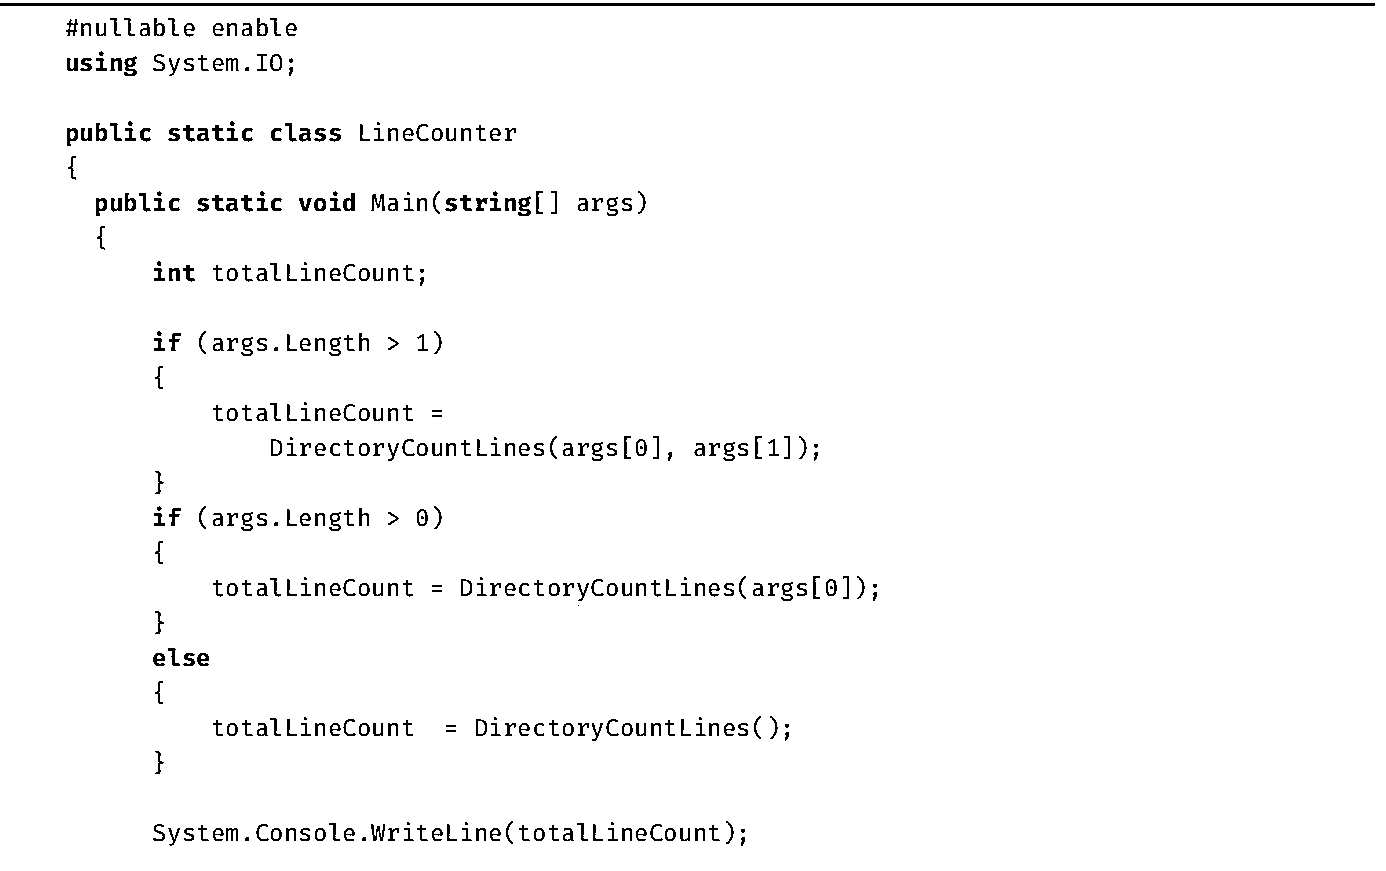 #nullable enable
using System.IO;

public static class LineCounter
{
  public static void Main(string[] args)
  {
      int totalLineCount;

      if (args.Length > 1)
      {
          totalLineCount =
              DirectoryCountLines(args[0], args[1]);
      }
      if (args.Length > 0)
      {
          totalLineCount = DirectoryCountLines(args[0]);
      }
      else
      {
          totalLineCount  = DirectoryCountLines();
      }

      System.Console.WriteLine(totalLineCount);